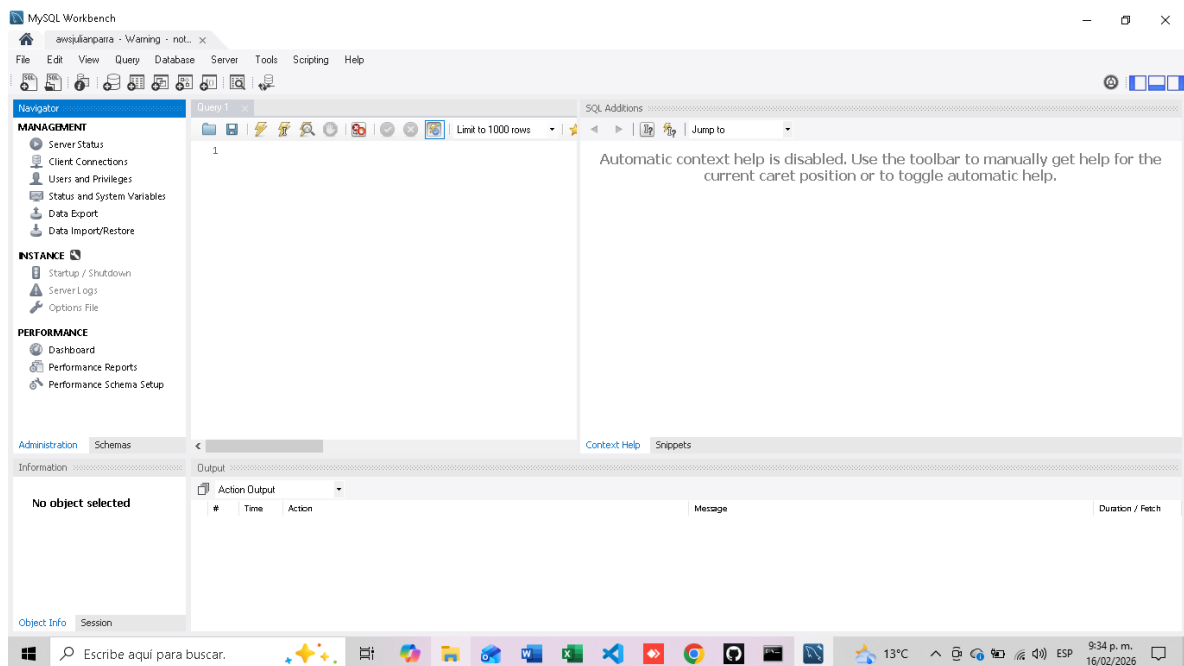 MySQL Workbench
awsjulianparra - Warning - not...
File Edit View Query Database Server Tools Scripting Help
Navigator
MANAGEMENT
Server Status
Client Connections
Users and Privileges
Status and System Variables
Data Export
Data Import/Restore
INSTANCE
Startup / Shutdown
Server Logs
Options File
PERFORMANCE
Dashboard
Performance Reports
Performance Schema Setup
Administration Schemas
Query 1
Limit to 1000 rows
1
SQL Additions
Jump to
Automatic context help is disabled. Use the toolbar to manually get help for the
current caret position or to toggle automatic help.
Context Help Snippets
Information
No object selected
Object Info Session
Output
Action Output
# Time Action Message Duration / Fetch
Escribe aquí para buscar.
13°C ESP 9:34 p. m.
16/02/2026